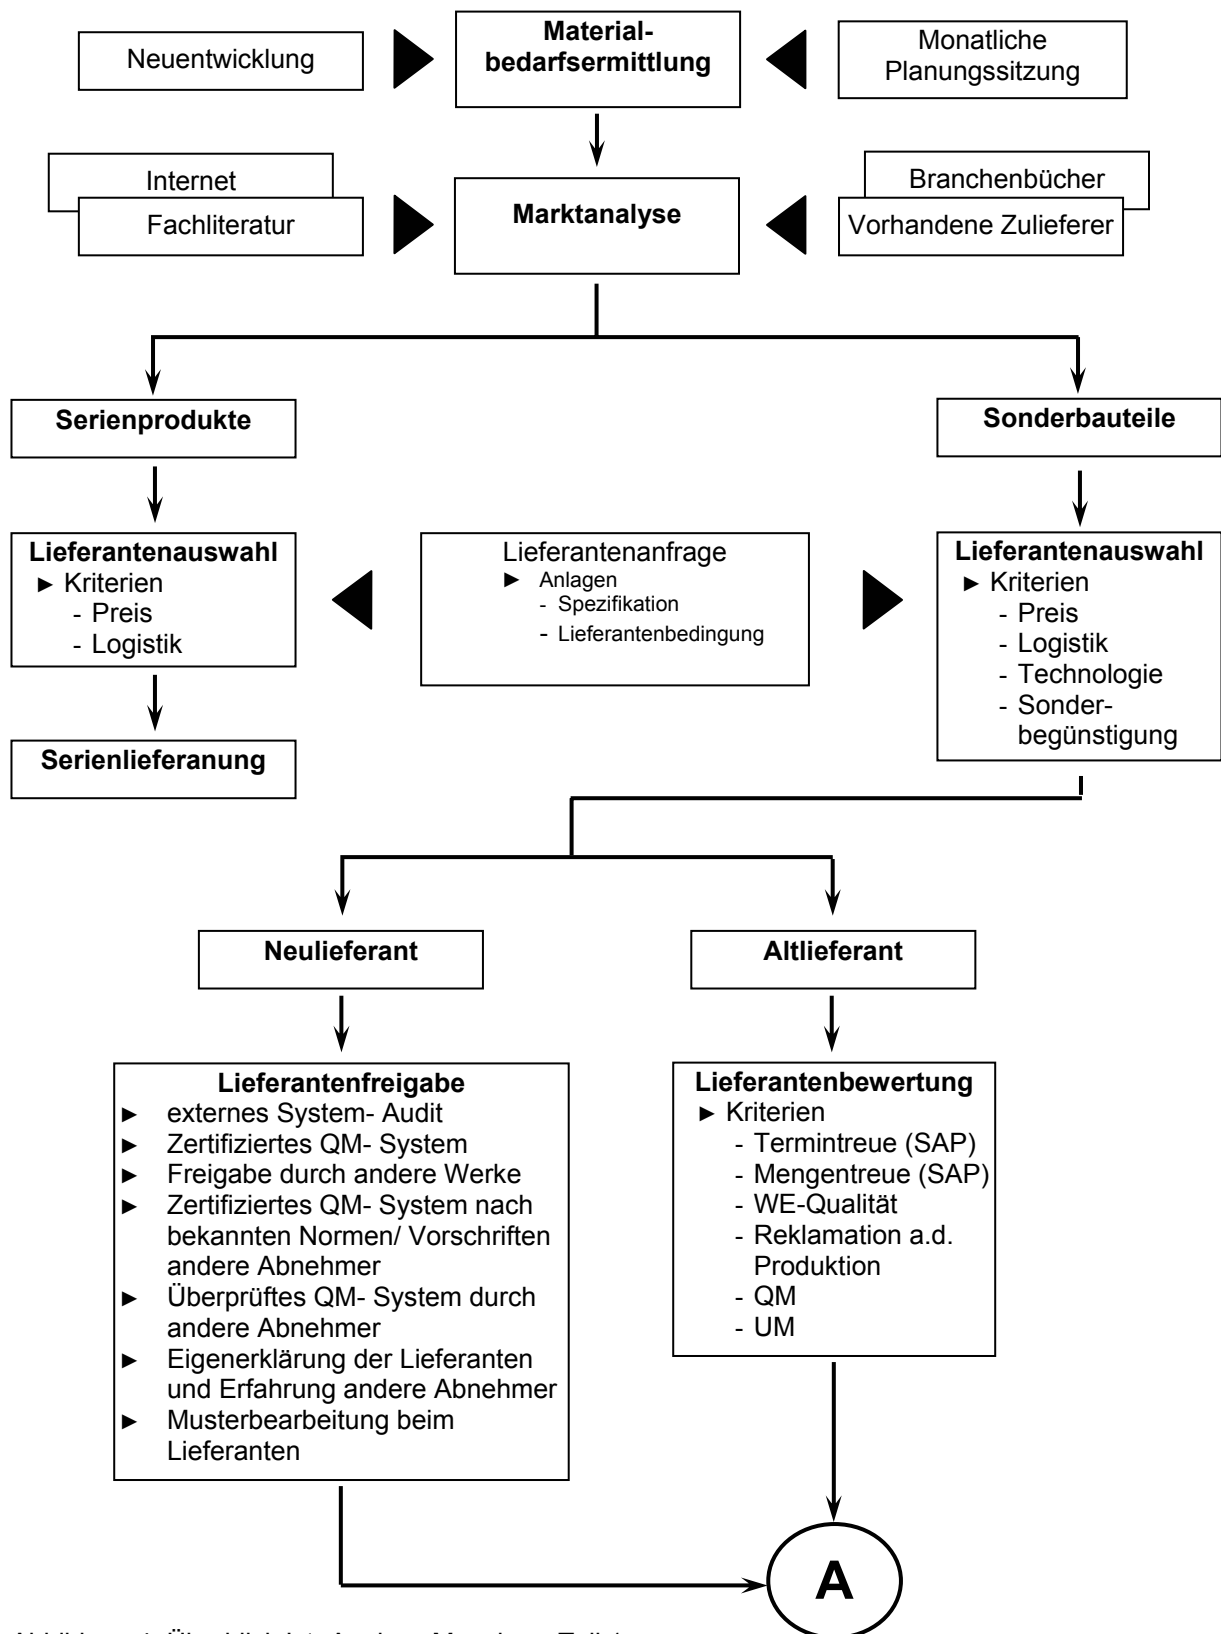 Neuentwicklung
Material-
bedarfsermittlung
Monatliche
Planungssitzung
Internet
Fachliteratur
Marktanalyse
Branchenbücher
Vorhandene Zulieferer
Serienprodukte
Sonderbauteile
Lieferantenauswahl
► Kriterien
- Preis
- Logistik
Lieferantenanfrage
► Anlagen
- Spezifikation
- Lieferantenbedingung
Lieferantenauswahl
► Kriterien
- Preis
- Logistik
- Technologie
- Sonder-
begünstigung
Serienlieferanung
Neulieferant
Altlieferant
Lieferantenfreigabe
► externes System- Audit
► Zertifiziertes QM- System
► Freigabe durch andere Werke
► Zertifiziertes QM- System nach
bekannten Normen/ Vorschriften
andere Abnehmer
► Überprüftes QM- System durch
andere Abnehmer
► Eigenerklärung der Lieferanten
und Erfahrung andere Abnehmer
► Musterbearbeitung beim
Lieferanten
Lieferantenbewertung
► Kriterien
- Termintreue (SAP)
- Mengentreue (SAP)
- WE-Qualität
- Reklamation a.d.
Produktion
- QM
- UM
A